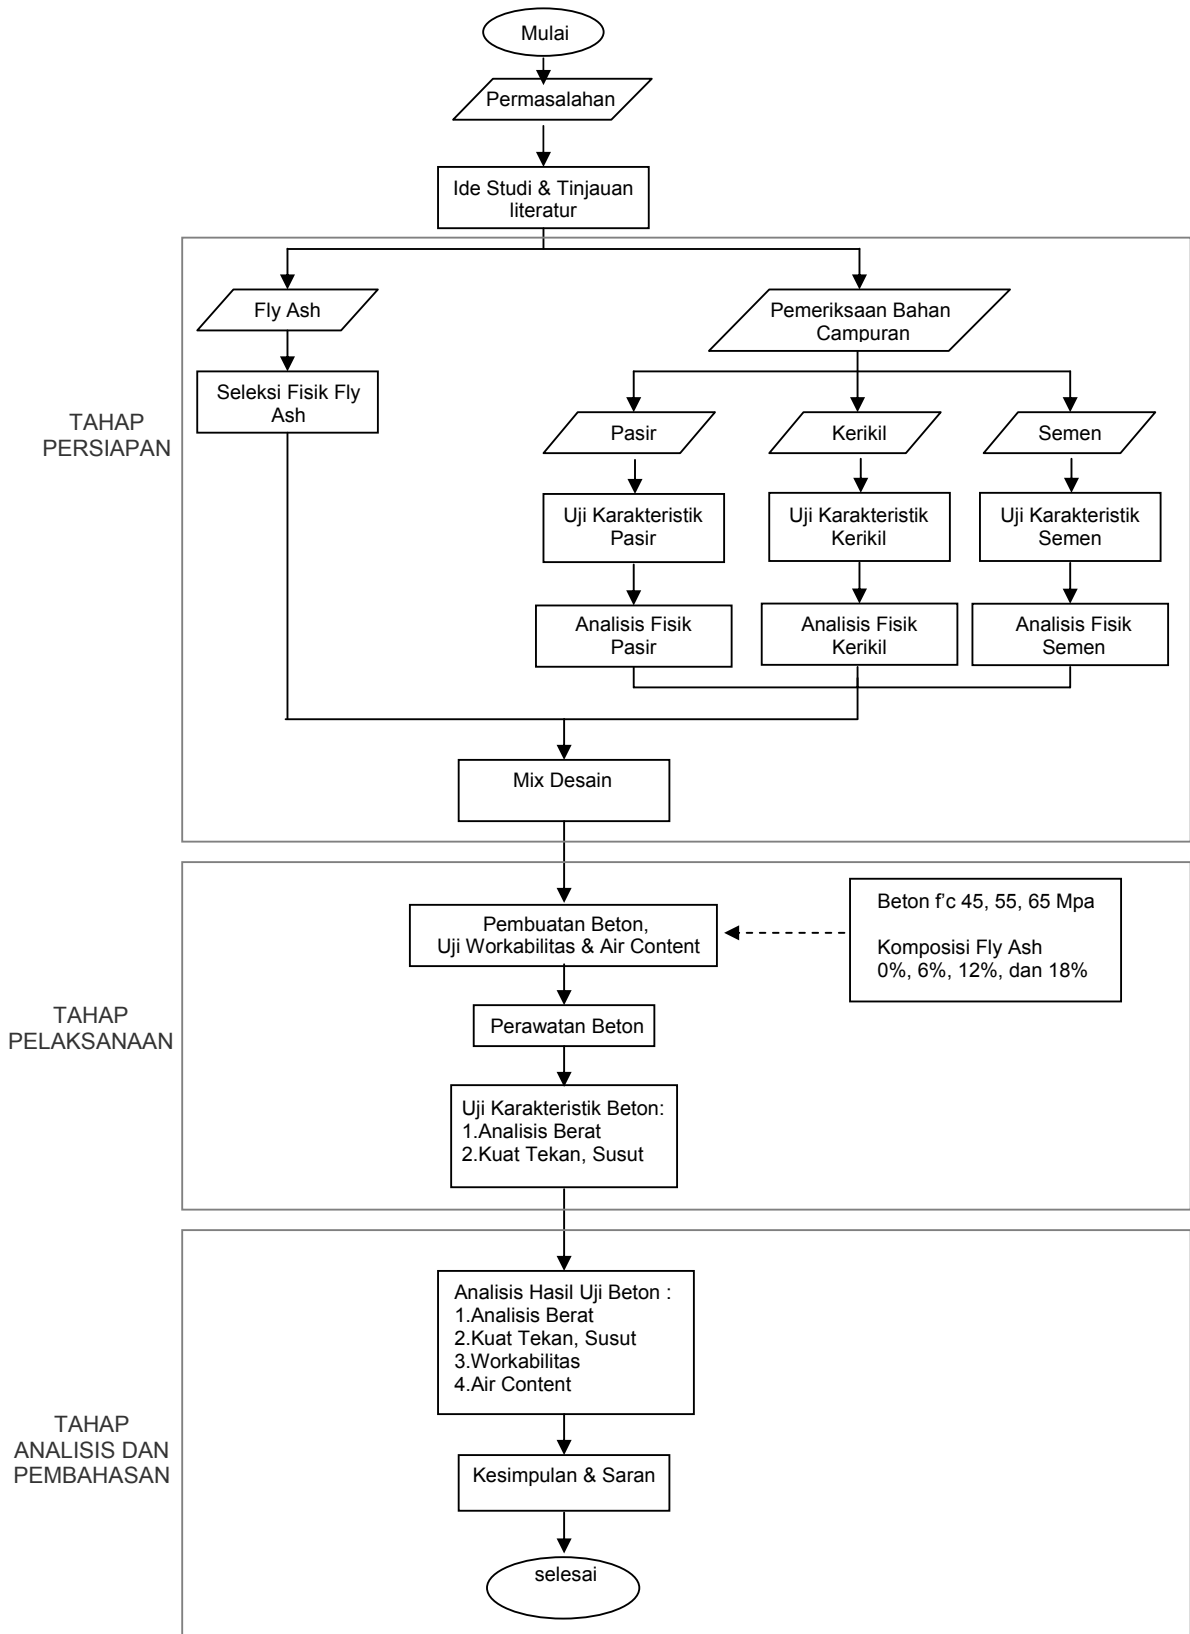 Mulai
Permasalahan
Ide Studi & Tinjauan
literatur
TAHAP
PERSIAPAN
Fly Ash
Pemeriksaan Bahan
Campuran
Seleksi Fisik Fly
Ash
Pasir
Kerikil
Semen
Uji Karakteristik
Pasir
Uji Karakteristik
Kerikil
Uji Karakteristik
Semen
Analisis Fisik
Pasir
Analisis Fisik
Kerikil
Analisis Fisik
Semen
Mix Desain
TAHAP
PELAKSANAAN
Pembuatan Beton,
Uji Workabilitas & Air Content
Beton f'c 45, 55, 65 Mpa
Komposisi Fly Ash
0%, 6%, 12%, dan 18%
Perawatan Beton
Uji Karakteristik Beton:
1.Analisis Berat
2.Kuat Tekan, Susut
TAHAP
ANALISIS DAN
PEMBAHASAN
Analisis Hasil Uji Beton :
1.Analisis Berat
2.Kuat Tekan, Susut
3.Workabilitas
4.Air Content
Kesimpulan & Saran
selesai